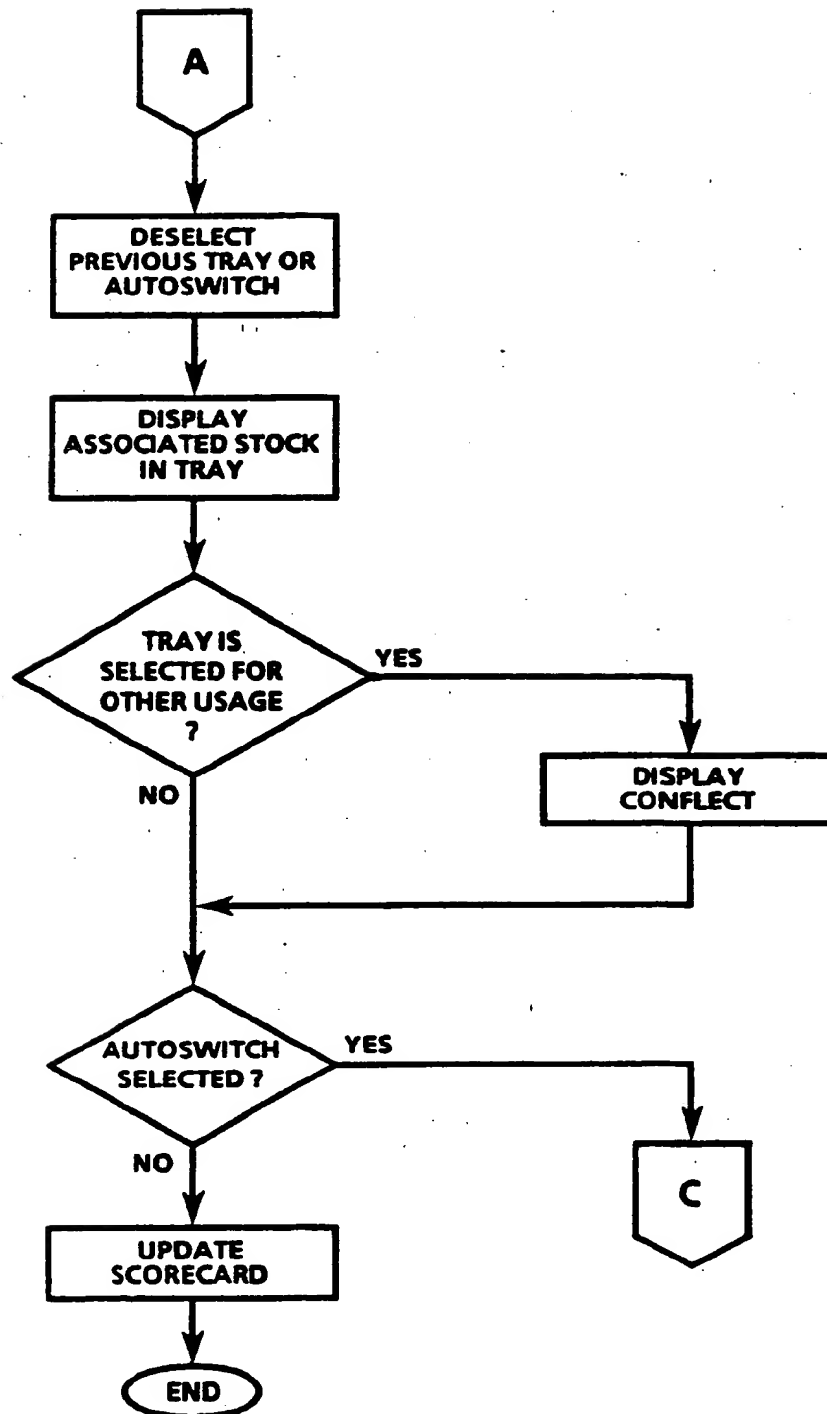 A
DESELECT
PREVIOUS TRAY OR
AUTOSWITCH
DISPLAY
ASSOCIATED STOCK
IN TRAY
TRAY IS
SELECTED FOR
OTHER USAGE
?
YES
NO
DISPLAY
CONFLECT
AUTOSWITCH
SELECTED ?
YES
NO
C
UPDATE
SCORECARD
END